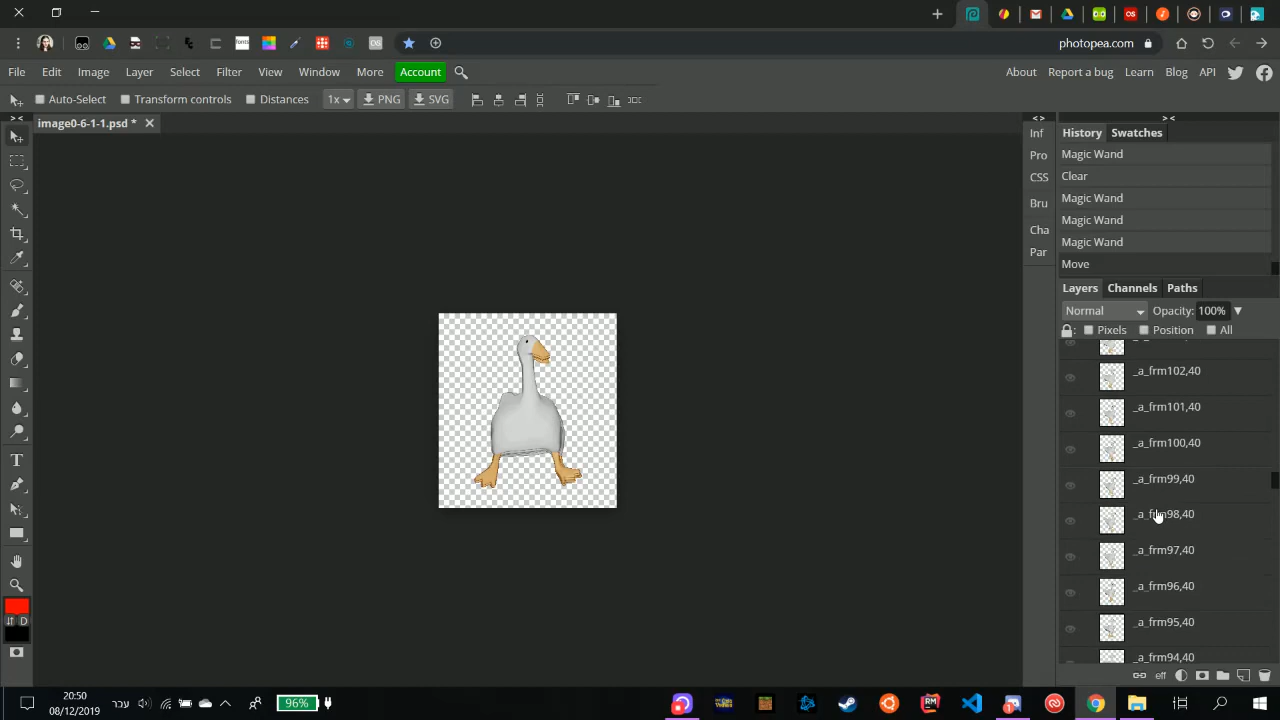 photopea.com
File Edit Image Layer Select Filter View Window More Account
About Report a bug Learn Blog API
Auto-Select Transform controls Distances 1x PNG SVG
image0-6-1-1.psd *
Inf
Pro
CSS
Bru
Cha
Par
History Swatches
Magic Wand
Clear
Magic Wand
Magic Wand
Magic Wand
Move
Layers Channels Paths
Normal Opacity: 100%
Pixels Position All
_a_frm102,40
_a_frm101,40
_a_frm100,40
_a_frm99,40
_a_frm98,40
_a_frm97,40
_a_frm96,40
_a_frm95,40
_a_frm94,40
eff
D
20:50
08/12/2019
עבר
96%